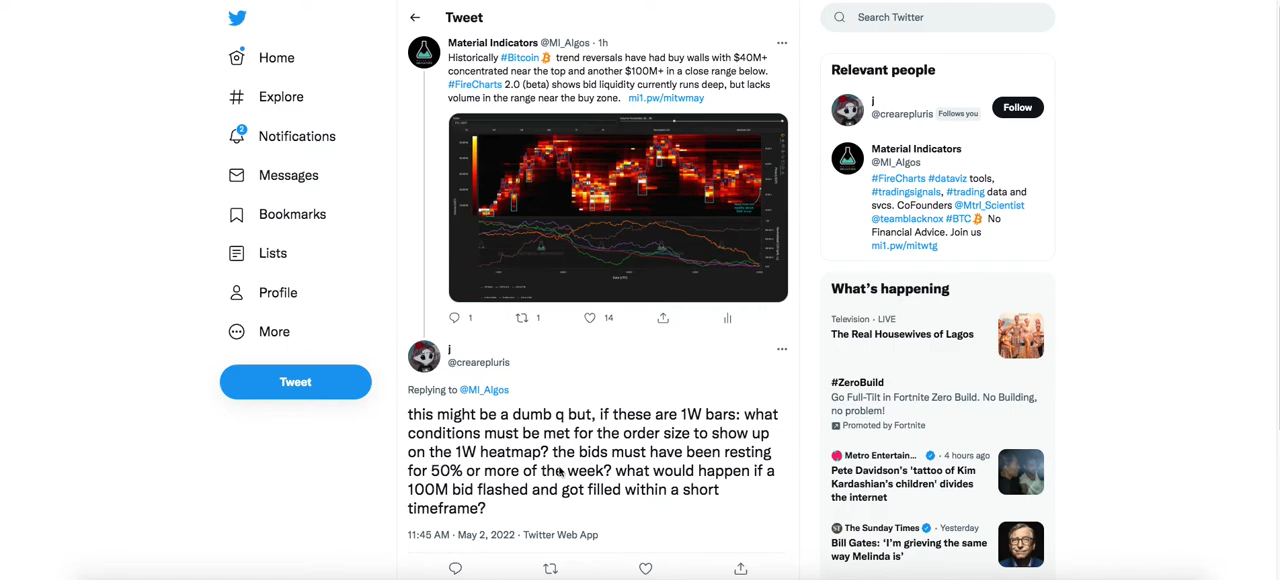 Home
Explore
2
Notifications
Messages
Bookmarks
Lists
Profile
More
Tweet
Tweet
Material Indicators @MI_Algos · 1h
Historically #Bitcoin trend reversals have had buy walls with $40M+
concentrated near the top and another $100M+ in a close range below.
#FireCharts 2.0 (beta) shows bid liquidity currently runs deep, but lacks
volume in the range near the buy zone. mi1.pw/mitwmay
1
1
14
j
@crearepluris
Replying to @MI_Algos
this might be a dumb q but, if these are 1W bars: what
conditions must be met for the order size to show up
on the 1W heatmap? the bids must have been resting
for 50% or more of the week? what would happen if a
100M bid flashed and got filled within a short
timeframe?
11:45 AM · May 2, 2022 · Twitter Web App
Search Twitter
Relevant people
j
@crearepluris Follows you
Follow
Material Indicators
@MI_Algos
#FireCharts #dataviz tools,
#tradingsignals, #trading data and
svcs. CoFounders @Mtrl_Scientist
@teamblacknox #BTC No
Financial Advice. Join us
mi1.pw/mitwtg
What's happening
Television · LIVE
The Real Housewives of Lagos
#ZeroBuild
Go Full-Tilt in Fortnite Zero Build. No Building,
no problem!
Promoted by Fortnite
Metro Entertain... · 4 hours ago
Pete Davidson's 'tattoo of Kim
Kardashian's children' divides
the internet
The Sunday Times · Yesterday
Bill Gates: 'I'm grieving the same
way Melinda is'